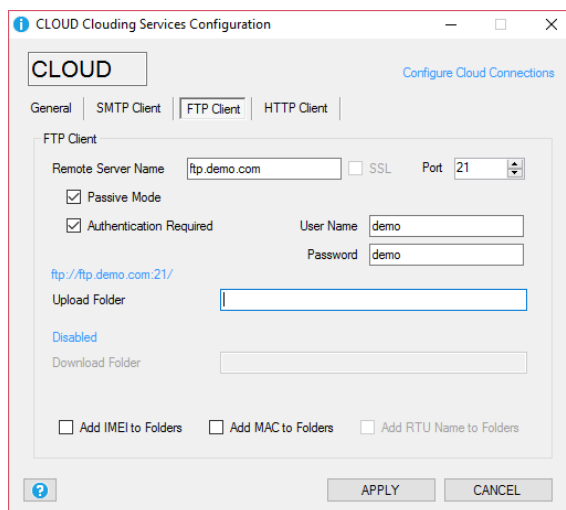 CLOUD Clouding Services Configuration
CLOUD
Configure Cloud Connections
General SMTP Client FTP Client HTTP Client
FTP Client
Remote Server Name ftp.demo.com SSL Port 21
Passive Mode
Authentication Required User Name demo
Password demo
ftp://ftp.demo.com:21/
Upload Folder
Disabled
Download Folder
Add IMEI to Folders Add MAC to Folders Add RTU Name to Folders
APPLY CANCEL